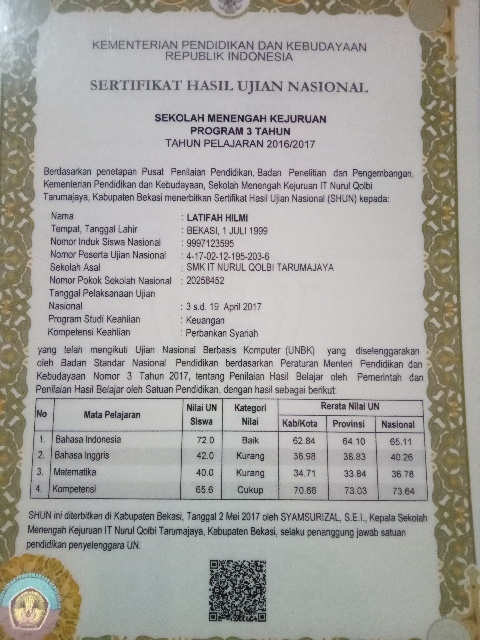 KEMENTERIAN PENDIDIKAN DAN KEBUDAYAAN
REPUBLIK INDONESIA
SERTIFIKAT HASIL UJIAN NASIONAL
SEKOLAH MENENGAH KEJURUAN
PROGRAM 3 TAHUN
TAHUN PELAJARAN 2016/2017
Berdasarkan penetapan Pusat Penilaian Pendidikan, Badan Penelitian dan Pengembangan,
Kementerian Pendidikan dan Kebudayaan, Sekolah Menengah Kejuruan IT Nurul Qolbi
Tarumajaya, Kabupaten Bekasi menerbitkan Sertifikat Hasil Ujian Nasional (SHUN) kepada:
Nama : LATIFAH HILMI
Tempat, Tanggal Lahir : BEKASI, 1 JULI 1999
Nomor Induk Siswa Nasional : 9997123595
Nomor Peserta Ujian Nasional : 4-17-02-12-195-203-6
Sekolah Asal : SMK IT NURUL QOLBI TARUMAJAYA
Nomor Pokok Sekolah Nasional : 20258452
Tanggal Pelaksanaan Ujian
Nasional : 3 s.d. 19 April 2017
Program Studi Keahlian : Keuangan
Kompetensi Keahlian : Perbankan Syariah
yang telah mengikuti Ujian Nasional Berbasis Komputer (UNBK) yang diselenggarakan
oleh Badan Standar Nasional Pendidikan berdasarkan Peraturan Menteri Pendidikan dan
Kebudayaan Nomor 3 Tahun 2017, tentang Penilaian Hasil Belajar oleh Pemerintah dan
Penilaian Hasil Belajar oleh Satuan Pendidikan, dengan hasil sebagai berikut:
No Mata Pelajaran Nilai UN Siswa Kategori Nilai Rerata Nilai UN
Kab/Kota Provinsi Nasional
1. Bahasa Indonesia 72.0 Baik 62.84 64.10 65.11
2. Bahasa Inggris 42.0 Kurang 38.98 38.83 40.26
3. Matematika 40.0 Kurang 34.71 33.84 36.78
4. Kompetensi 65.6 Cukup 70.68 73.03 73.64
SHUN ini diterbitkan di Kabupaten Bekasi, Tanggal 2 Mei 2017 oleh SYAMSURIZAL, S.E.I., Kepala Sekolah
Menengah Kejuruan IT Nurul Qolbi Tarumajaya, Kabupaten Bekasi, selaku penanggung jawab satuan
pendidikan penyelenggara UN.